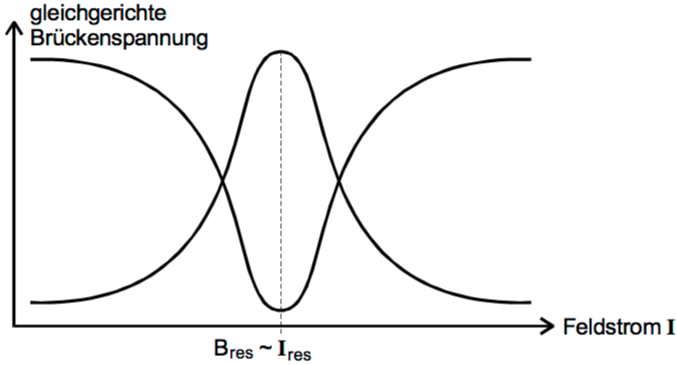 gleichgerichte
Brückenspannung
Feldstrom I
Bres ~ Ires